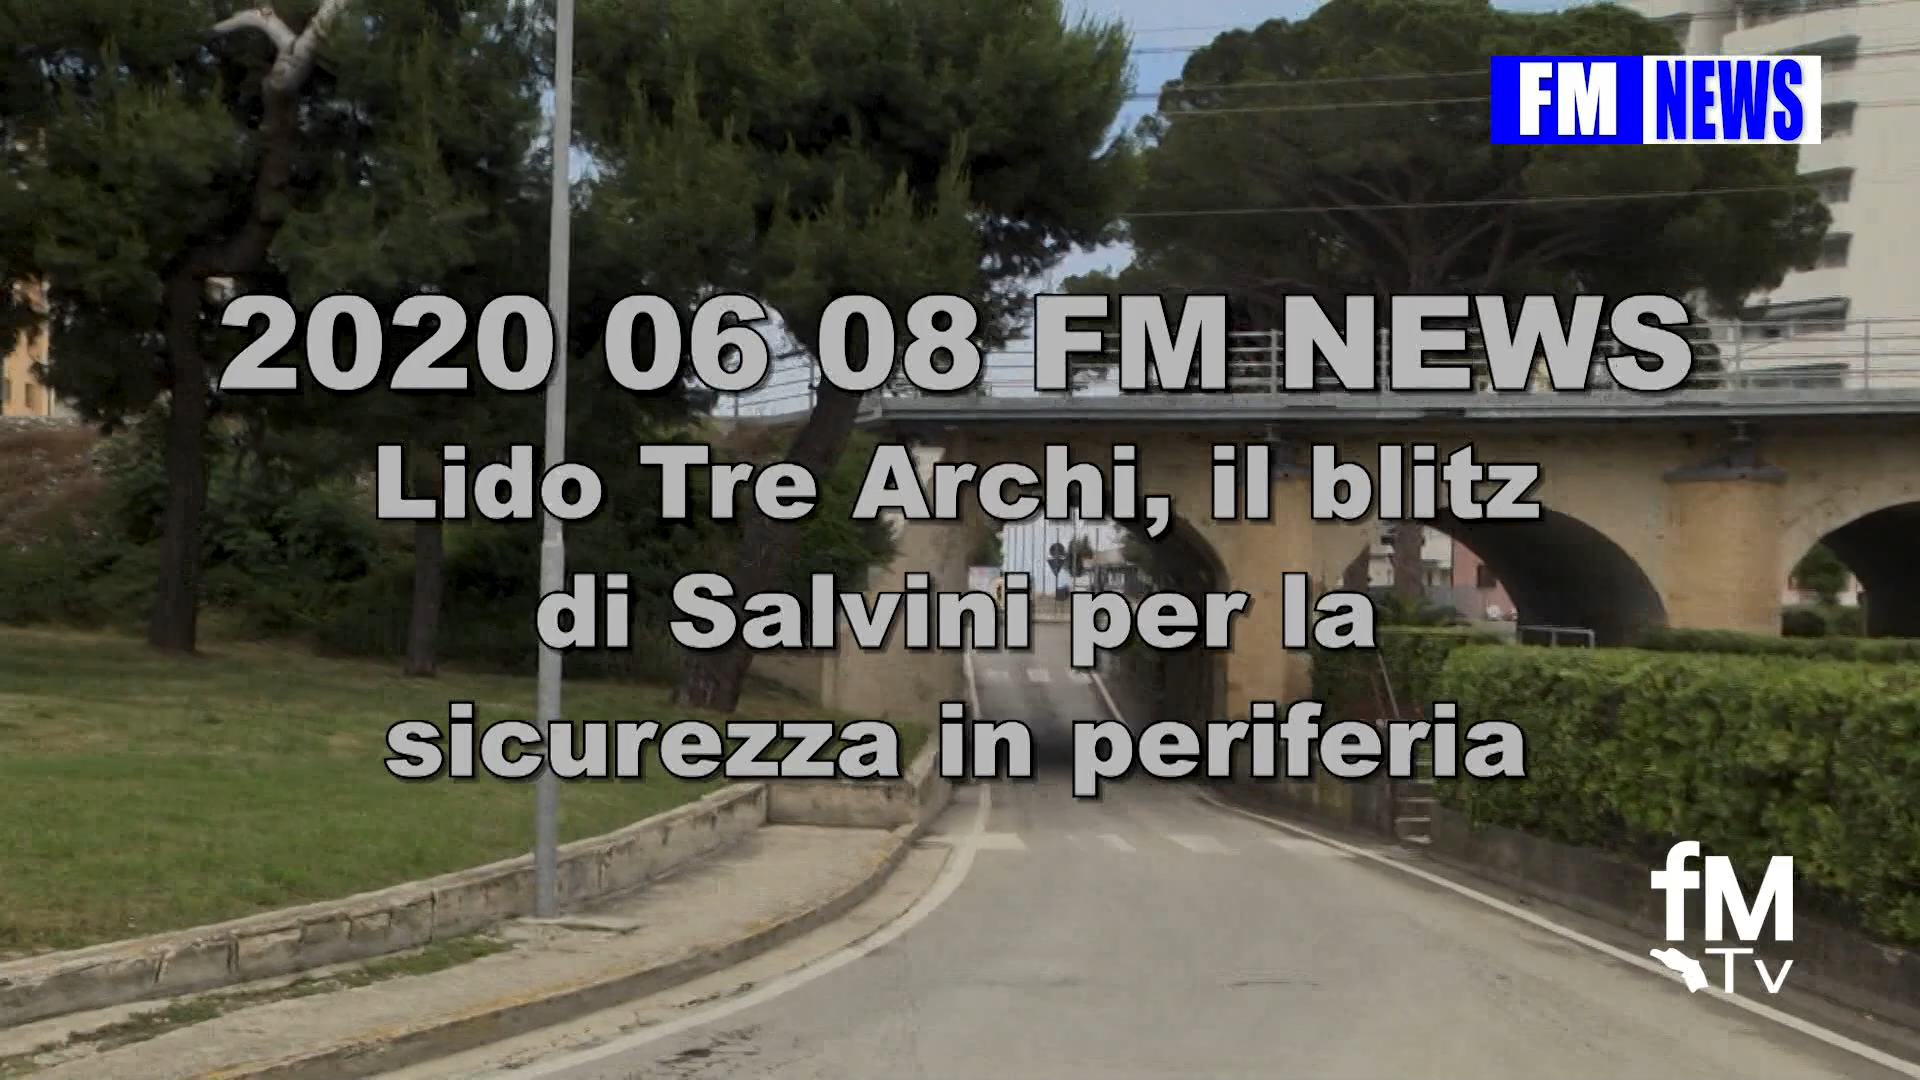 FM NEWS
2020 06 08 FM NEWS
Lido Tre Archi, il blitz
di Salvini per la
sicurezza in periferia
fM
Tv